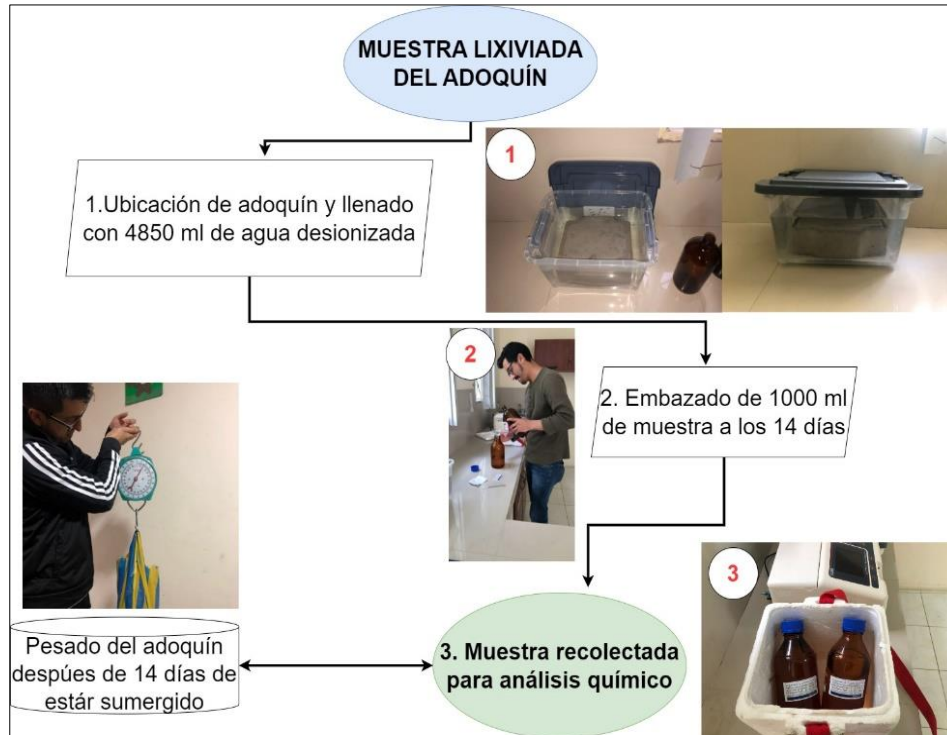 MUESTRA LIXIVIADA
DEL ADOQUÍN
1
1.Ubicación de adoquín y llenado
con 4850 ml de agua desionizada
2
2. Embazado de 1000 ml
de muestra a los 14 días
3
Pesado del adoquín
despúes de 14 días de
estár sumergido
3. Muestra recolectada
para análisis químico